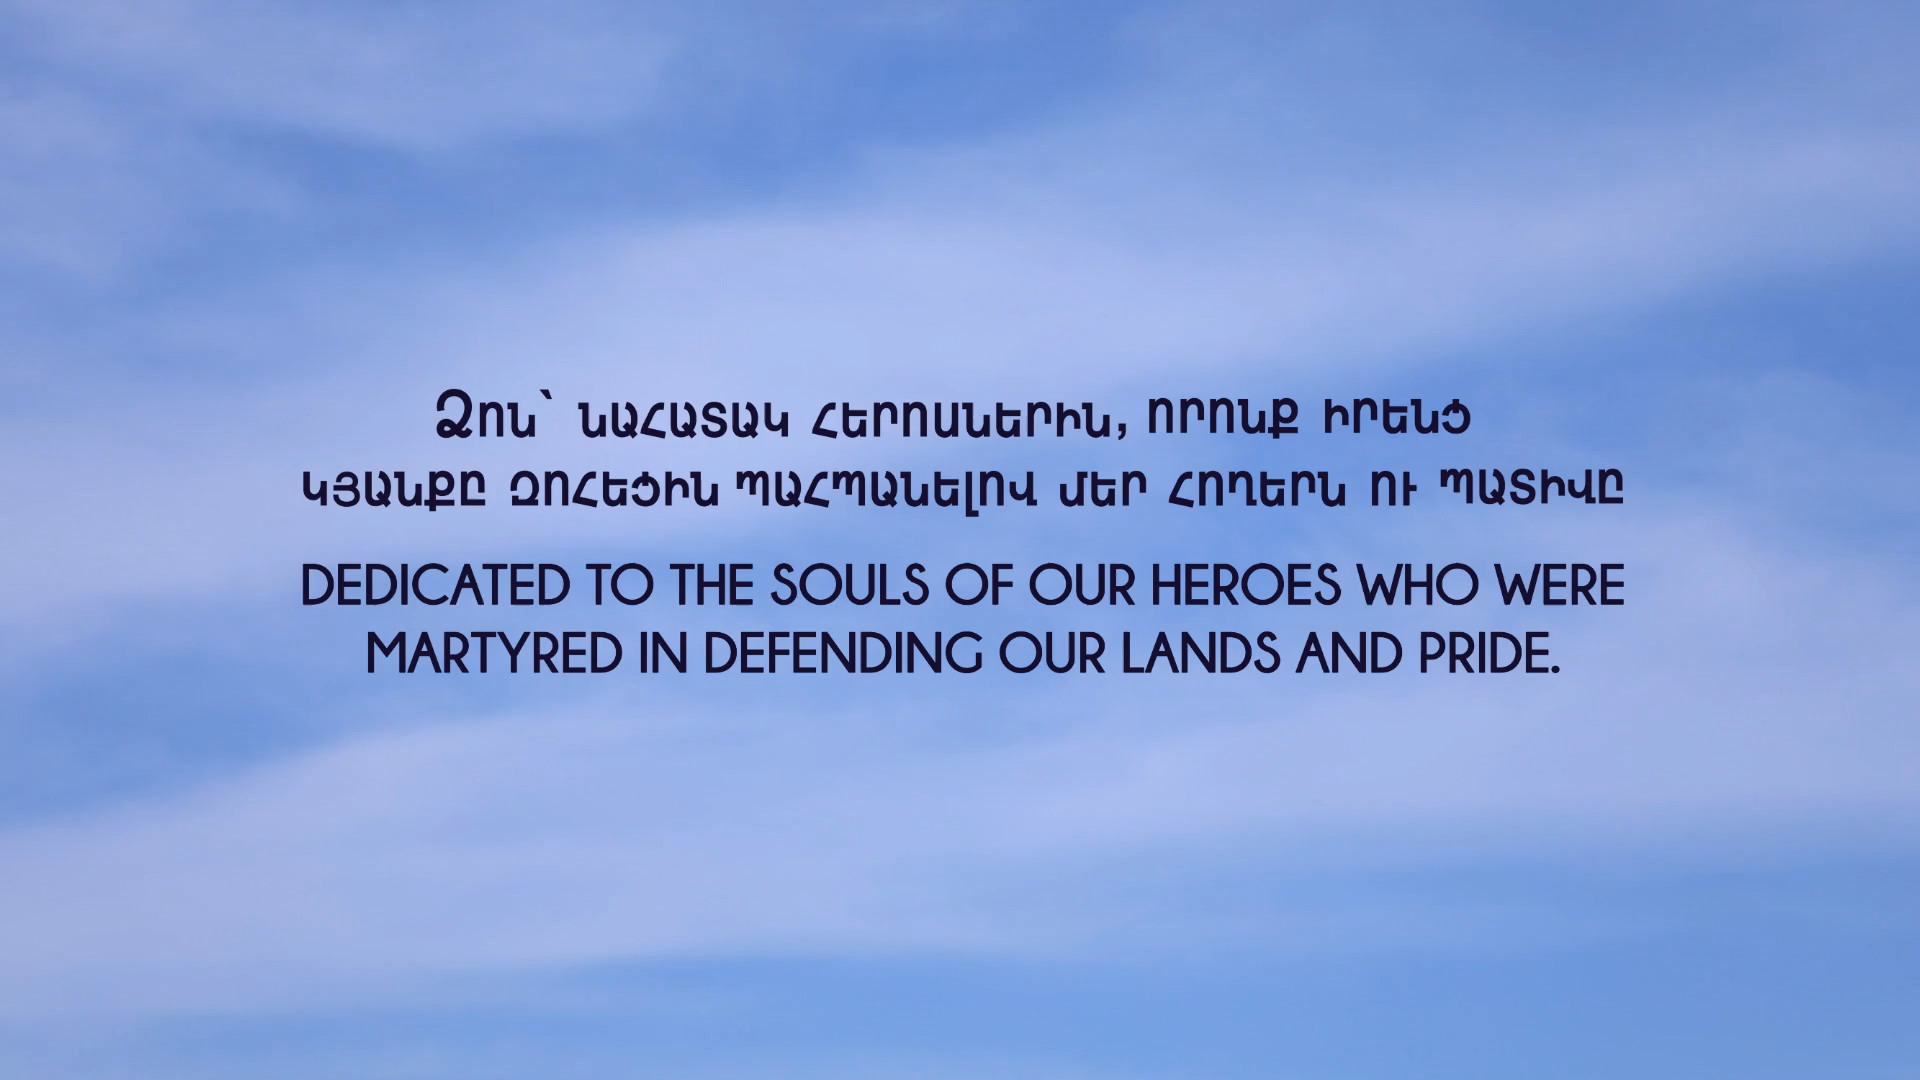 Ձոն՝ նահատակ հերոսներին, որոնք իրենց
կյանքը զոհեցին պահպանելով մեր հողերն ու պատիվը
DEDICATED TO THE SOULS OF OUR HEROES WHO WERE
MARTYRED IN DEFENDING OUR LANDS AND PRIDE.